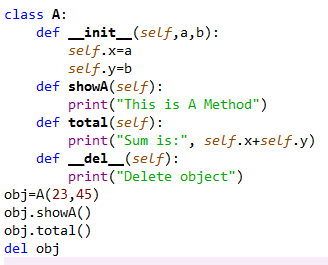 class A:
    def __init__(self,a,b):
        self.x=a
        self.y=b
    def showA(self):
        print("This is A Method")
    def total(self):
        print("Sum is:", self.x+self.y)
    def __del__(self):
        print("Delete object")
obj=A(23,45)
obj.showA()
obj.total()
del obj